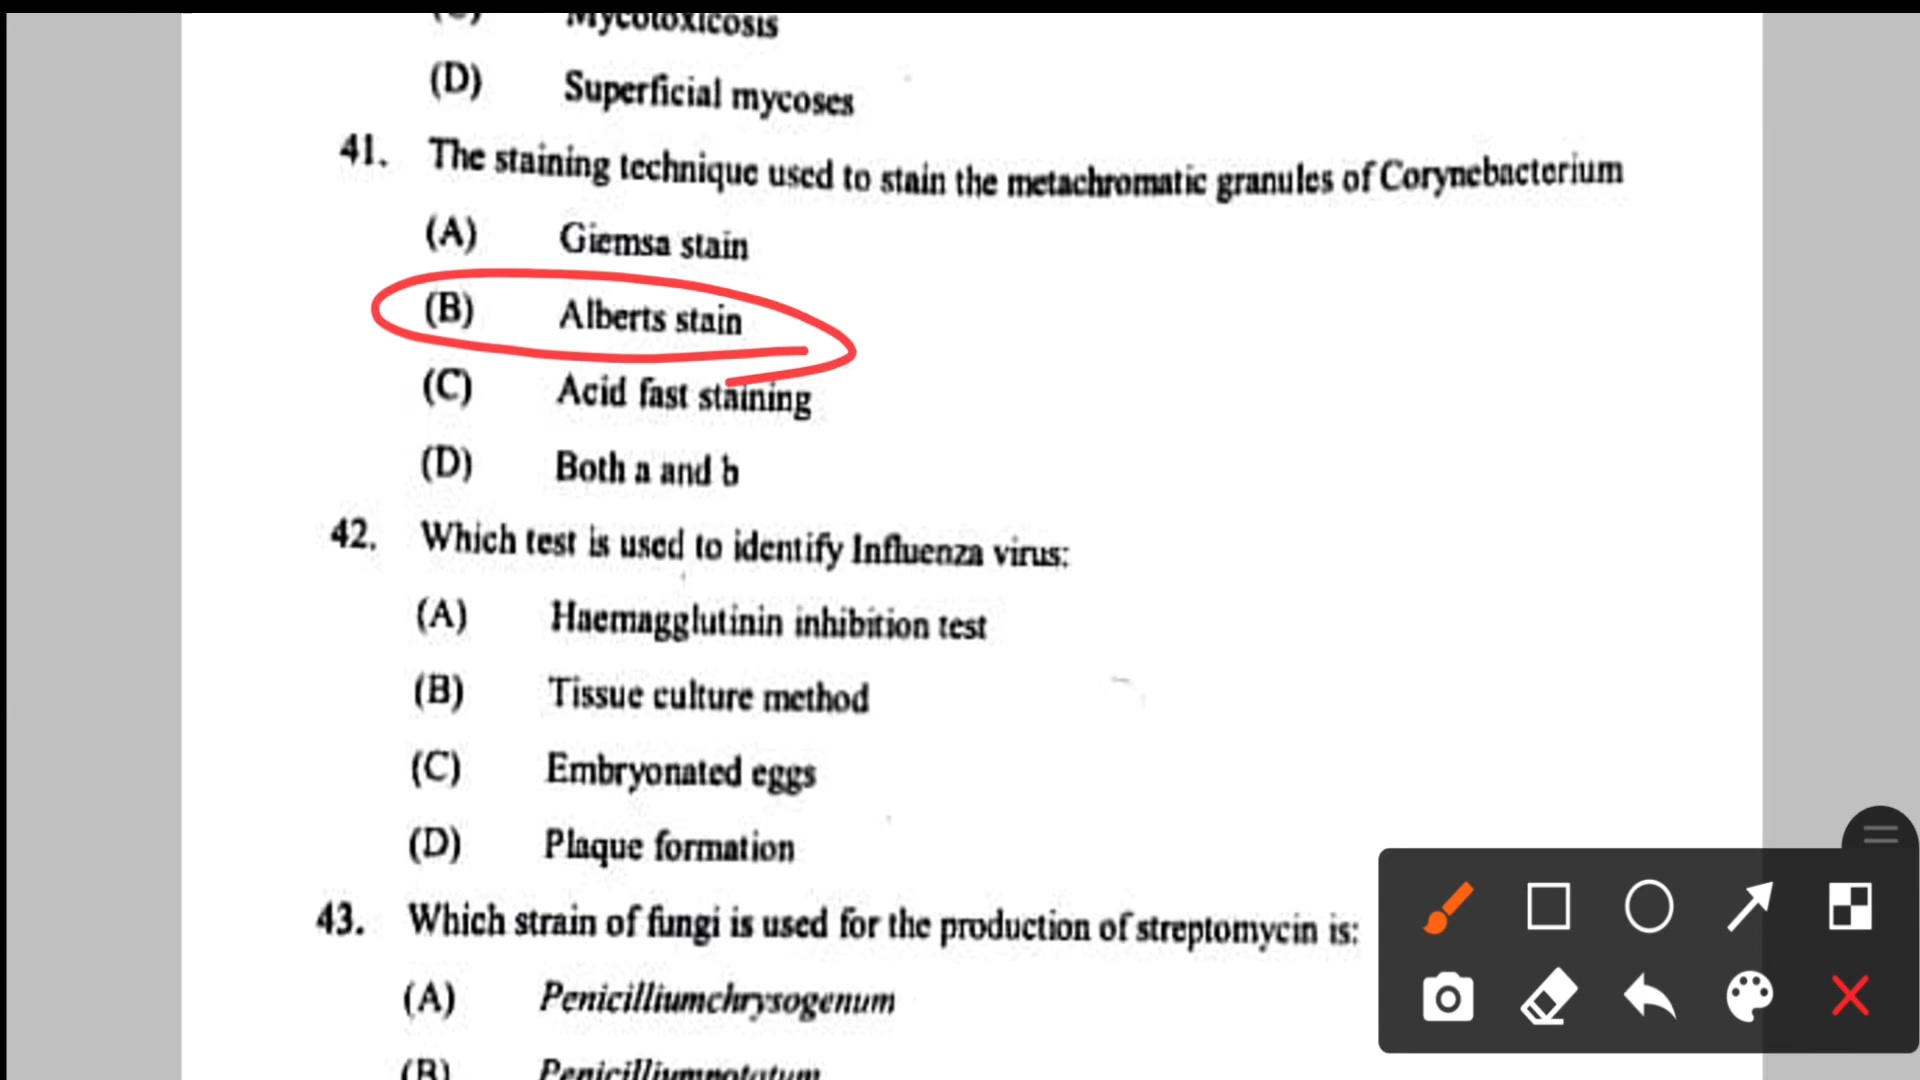 Mycotoxicosis
(D) Superficial mycoses
41. The staining technique used to stain the metachromatic granules of Corynebacterium
(A) Giemsa stain
(B) Alberts stain
(C) Acid fast staining
(D) Both a and b
42. Which test is used to identify Influenza virus:
(A) Haemagglutinin inhibition test
(B) Tissue culture method
(C) Embryonated eggs
(D) Plaque formation
43. Which strain of fungi is used for the production of streptomycin is:
(A) Penicilliumchrysogenum
(B) Penicilliumnotatum